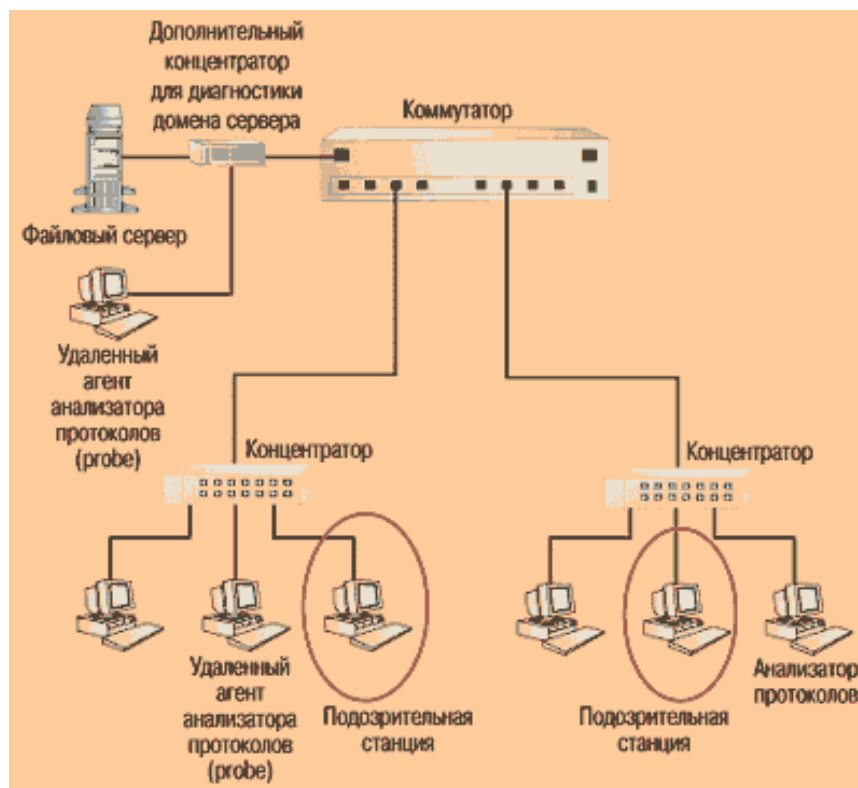 Дополнительный
концентратор
для диагностики
домена сервера
Коммутатор
Файловый сервер
Удаленный
агент
анализатора
протоколов
(probe)
Концентратор
Концентратор
Удаленный
агент
анализатора
протоколов
(probe)
Подозрительная
станция
Подозрительная
станция
Анализатор
протоколов